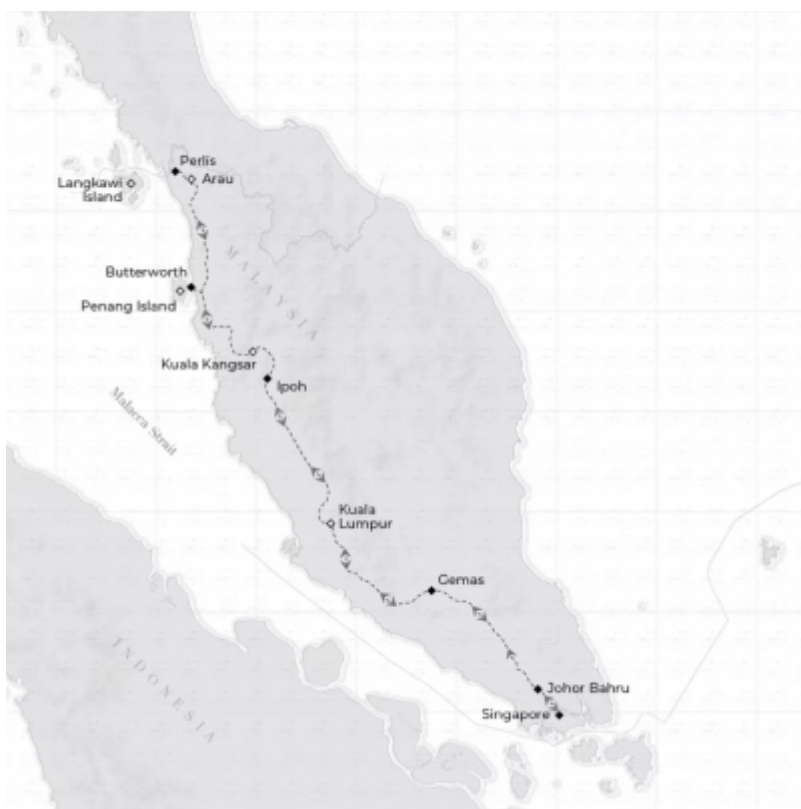 Perlis
Arau
Langkawi
Island
MALAYSIA
Butterworth
Penang Island
Kuala Kangsar
Ipoh
Malacca Strait
Kuala
Lumpur
Gemas
INDONESIA
Johor Bahru
Singapore